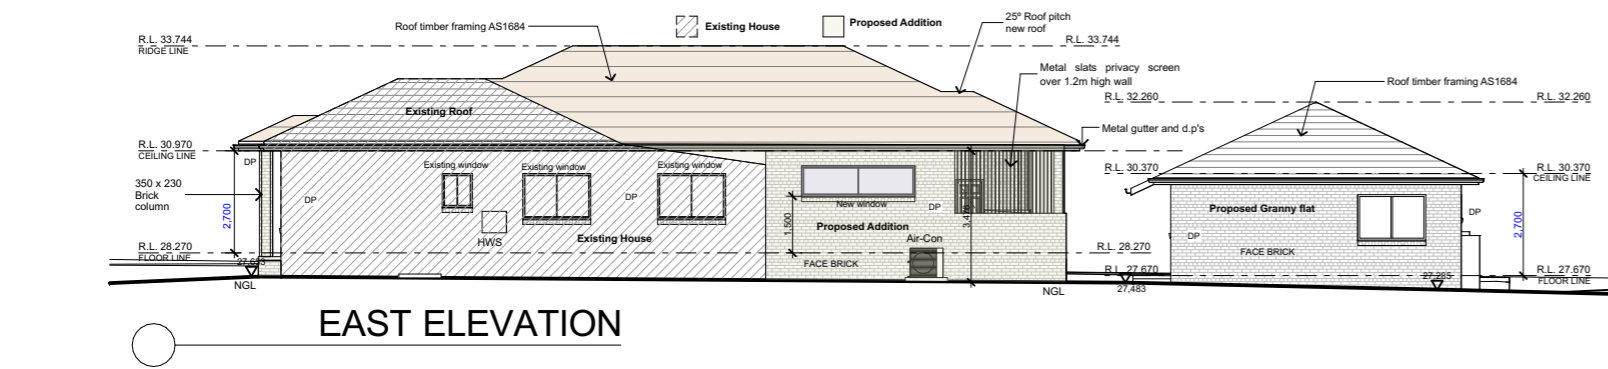 Existing House
Proposed Addition
Roof timber framing AS1684
25º Roof pitch
new roof
R.L. 33.744
RIDGE LINE
R.L. 33.744
Metal slats privacy screen
over 1.2m high wall
Roof timber framing AS1684
R.L. 32.260
R.L. 32.260
Existing Roof
Metal gutter and d.p's
R.L. 30.970
CEILING LINE
DP
Existing window
Existing window
Existing window
R.L. 30.370
R.L. 30.370
CEILING LINE
350 x 230
Brick
column
2,700
DP
DP
New window
DP
1,500
Proposed Addition
Proposed Granny flat
DP
2,700
HWS
Existing House
Air-Con
DP
R.L. 28.270
FLOOR LINE
FACE BRICK
R.L. 28.270
FACE BRICK
R.L. 27.670
R.L. 27.670
FLOOR LINE
NGL
NGL
27,483
EAST ELEVATION